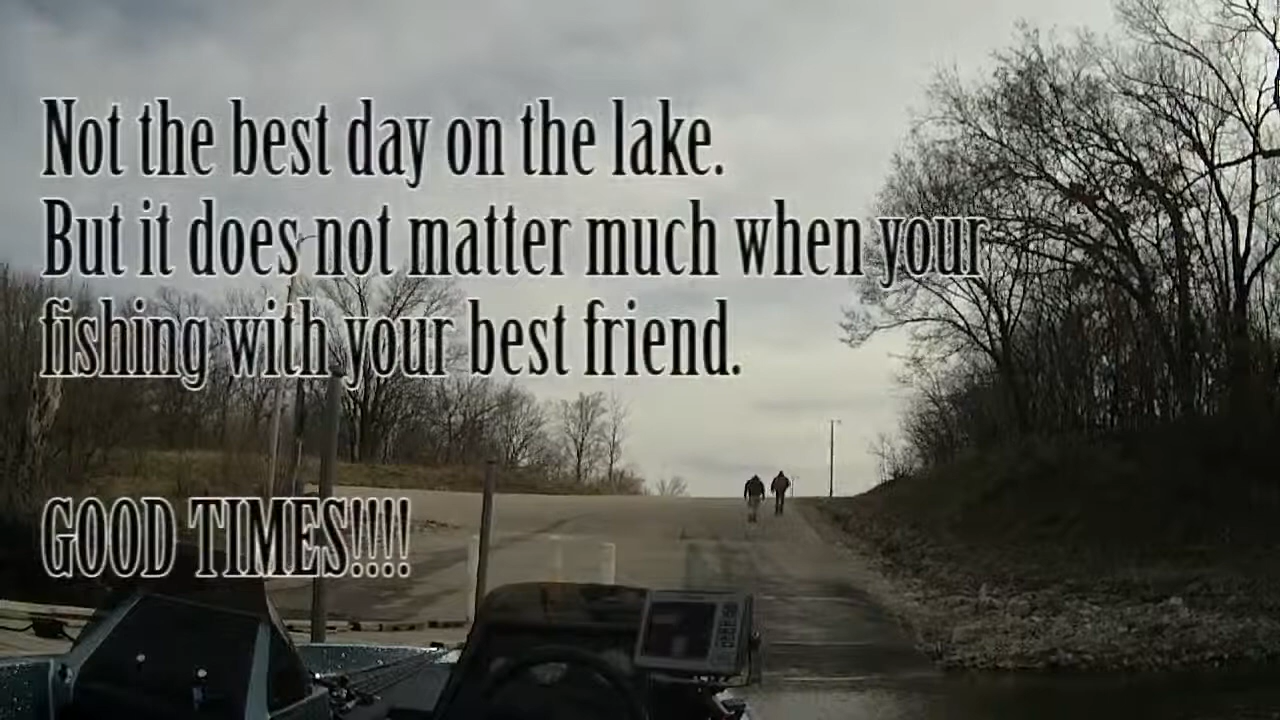 Not the best day on the lake.
But it does not matter much when your
fishing with your best friend.
GOOD TIMES!!!!